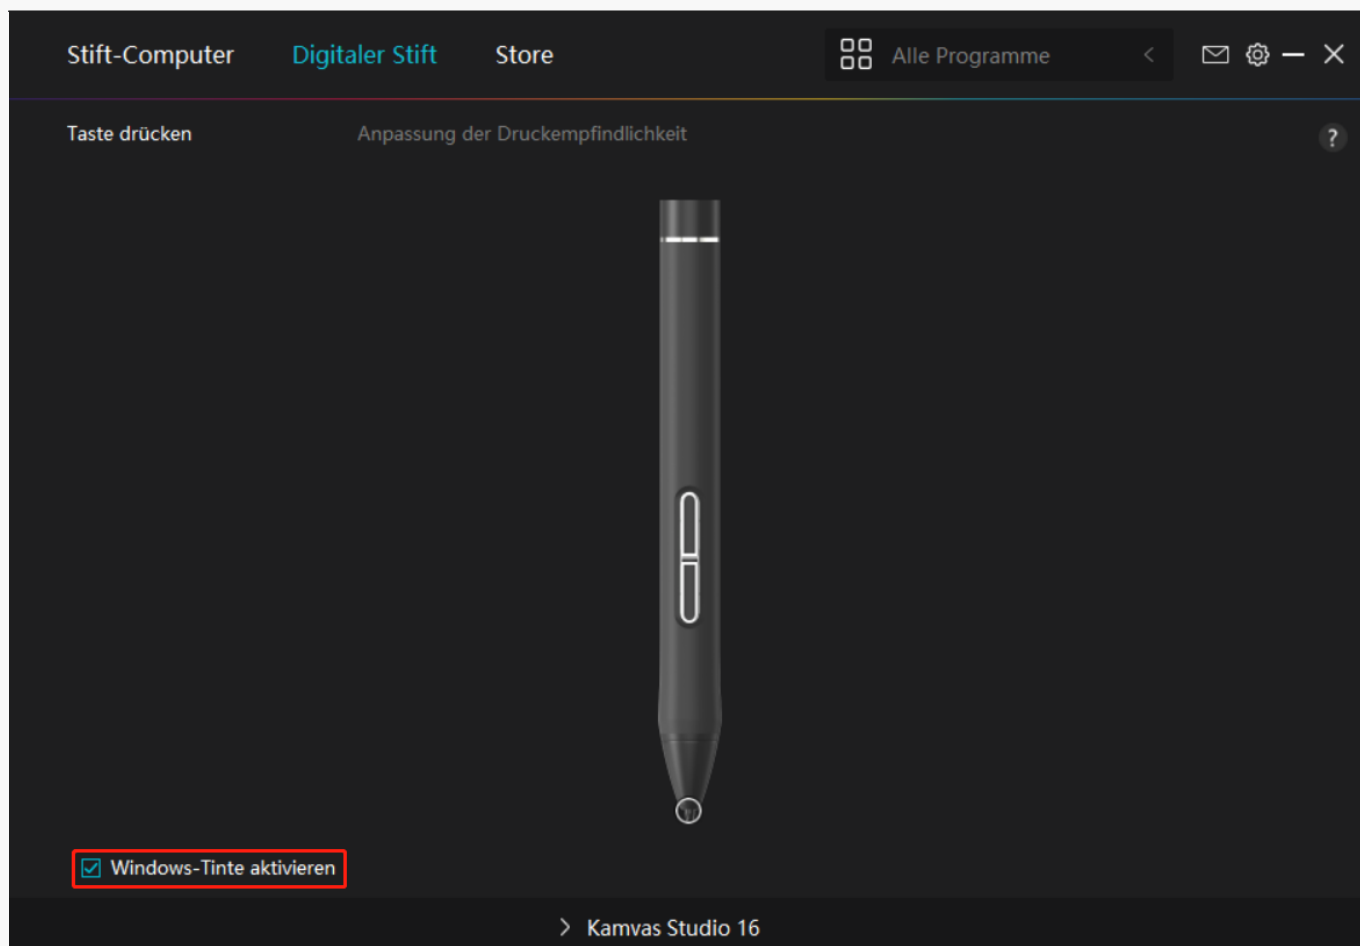 Stift-Computer Digitaler Stift Store Alle Programme
Taste drücken Anpassung der Druckempfindlichkeit ?
Windows-Tinte aktivieren
Kamvas Studio 16